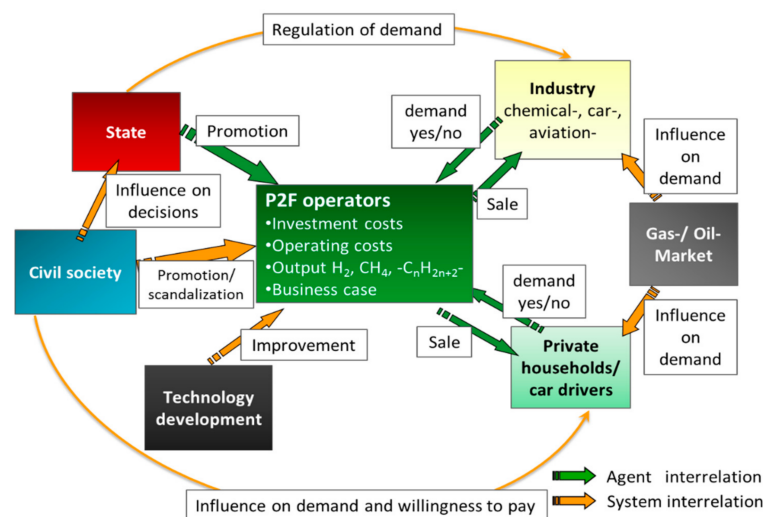 Regulation of demand
State
Promotion
demand
yes/no
Industry
chemical-, car-,
aviation-
Influence
on
demand
Influence on
decisions
P2F operators
•Investment costs
•Operating costs
•Output H₂, CH₄, -CₙH₂ₙ₊₂-
•Business case
Sale
Gas-/ Oil-
Market
Civil society
Promotion/
scandalization
demand
yes/no
Influence
on
demand
Improvement
Sale
Private
households/
car drivers
Technology
development
Agent interrelation
System interrelation
Influence on demand and willingness to pay